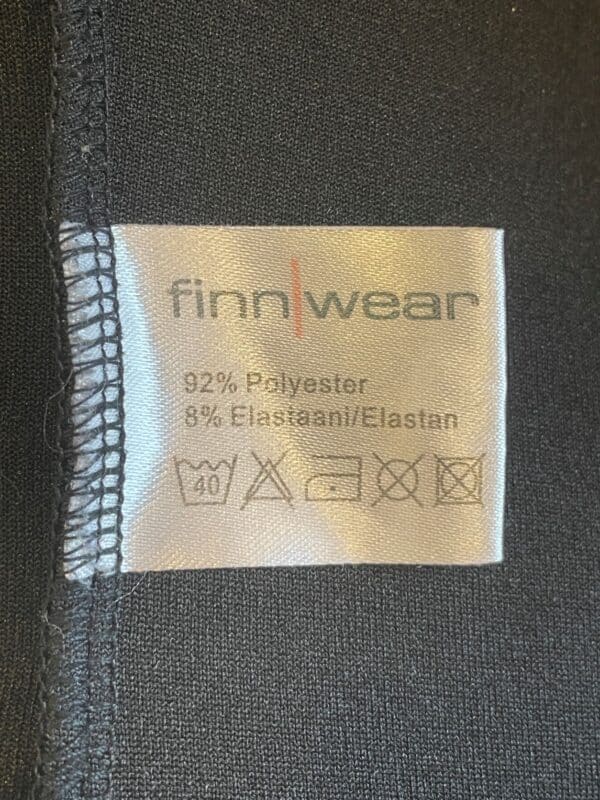 finn|wear
92% Polyester
8% Elastaani/Elastan
40